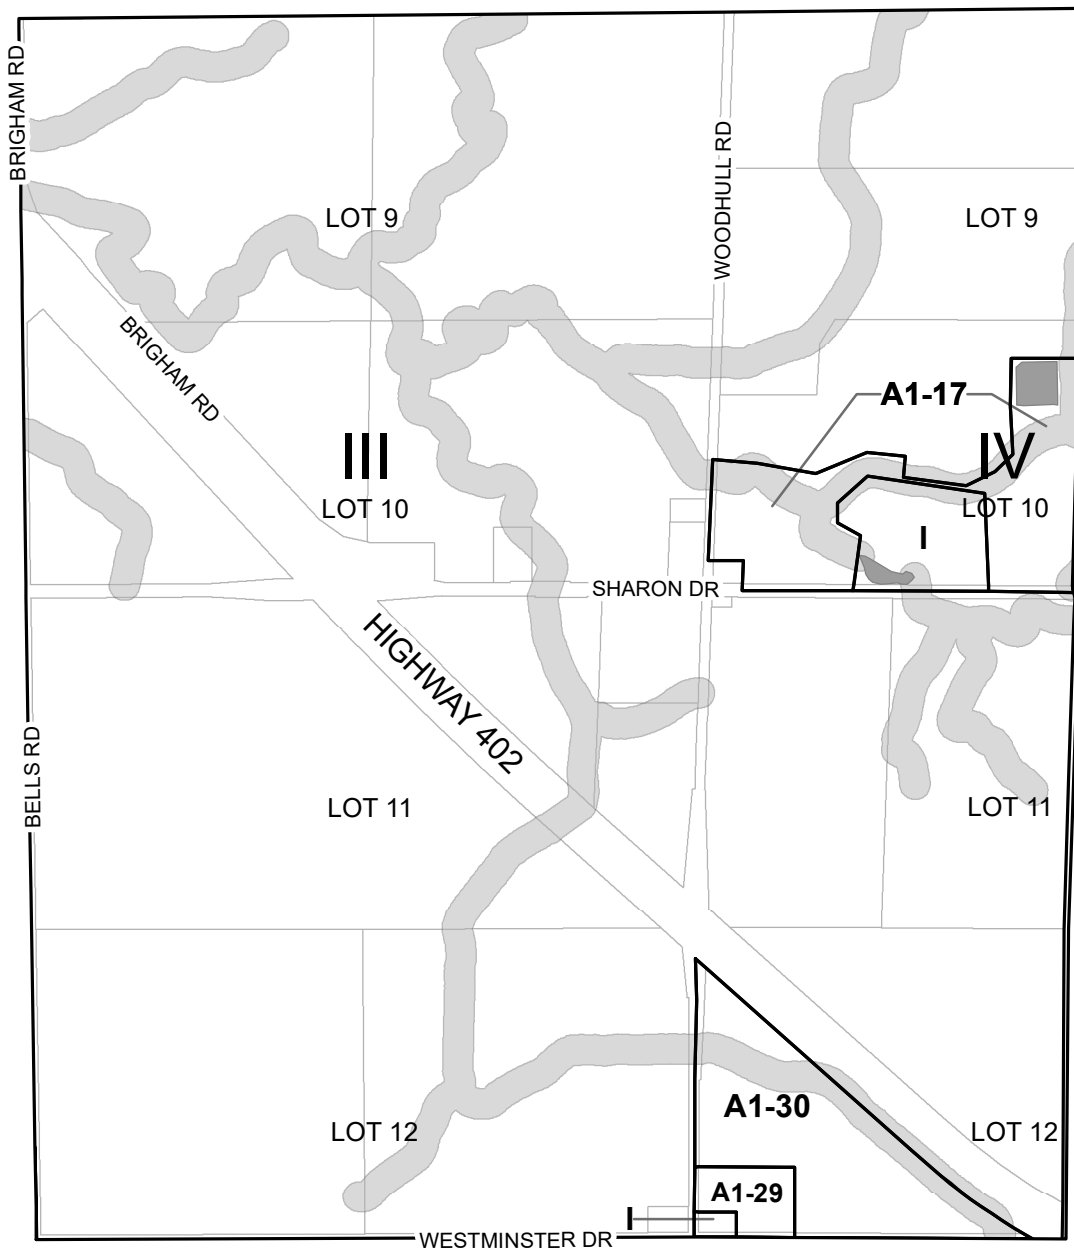 BRIGHAM RD
WOODHULL RD
LOT 9
LOT 9
BRIGHAM RD
A1-17
III
IV
LOT 10
LOT 10
I
SHARON DR
HIGHWAY 402
BELLS RD
LOT 11
LOT 11
A1-30
LOT 12
LOT 12
A1-29
I
WESTMINSTER DR